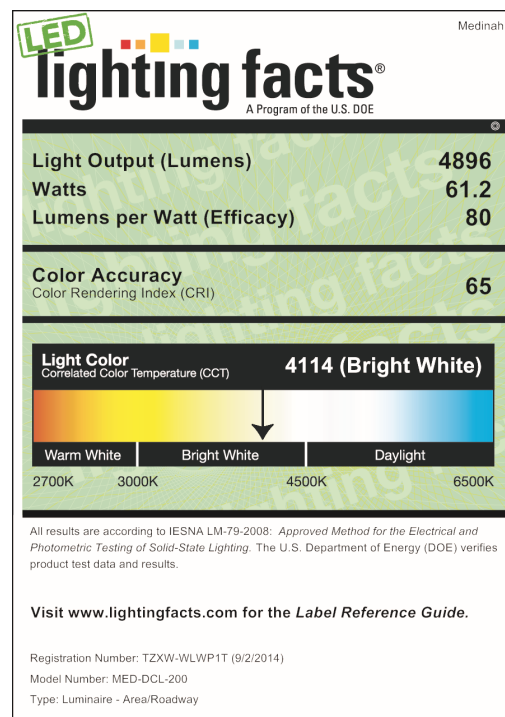 Medinah
LED
lighting facts®
A Program of the U.S. DOE
Light Output (Lumens) 4896
Watts 61.2
Lumens per Watt (Efficacy) 80
Color Accuracy
Color Rendering Index (CRI) 65
Light Color
Correlated Color Temperature (CCT) 4114 (Bright White)
Warm White Bright White Daylight
2700K 3000K 4500K 6500K
All results are according to IESNA LM-79-2008: Approved Method for the Electrical and
Photometric Testing of Solid-State Lighting. The U.S. Department of Energy (DOE) verifies
product test data and results.
Visit www.lightingfacts.com for the Label Reference Guide.
Registration Number: TZXW-WLWP1T (9/2/2014)
Model Number: MED-DCL-200
Type: Luminaire - Area/Roadway